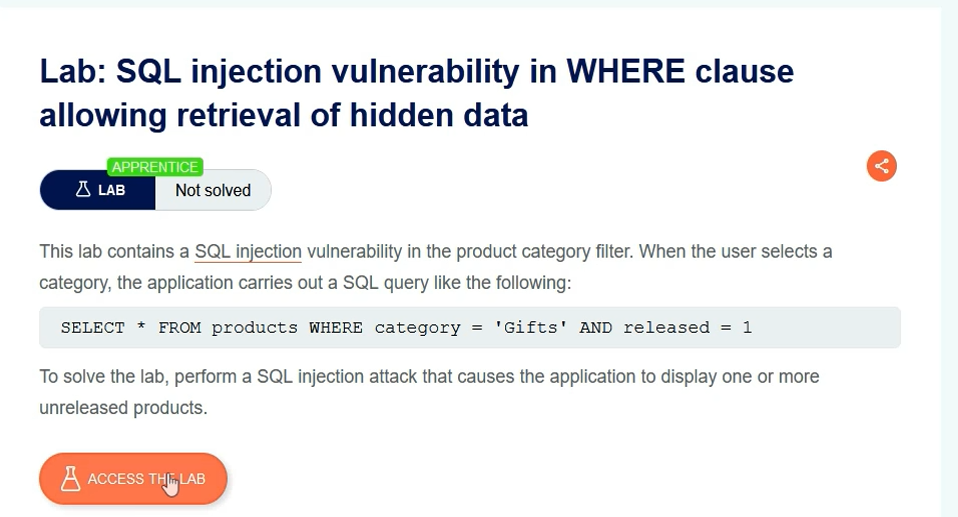 Lab: SQL injection vulnerability in WHERE clause
allowing retrieval of hidden data
APPRENTICE
LAB Not solved
This lab contains a SQL injection vulnerability in the product category filter. When the user selects a
category, the application carries out a SQL query like the following:
SELECT * FROM products WHERE category = 'Gifts' AND released = 1
To solve the lab, perform a SQL injection attack that causes the application to display one or more
unreleased products.
ACCESS THE LAB